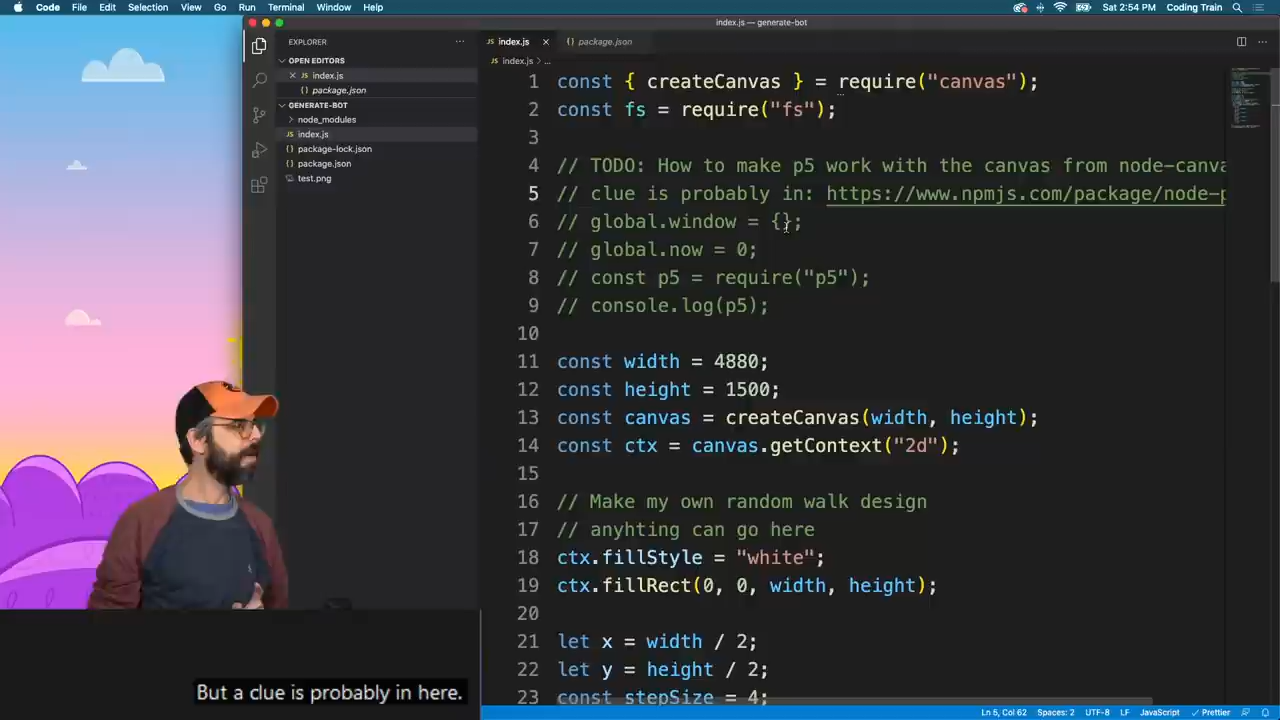 Code File Edit Selection View Go Run Terminal Window Help Sat 2:54 PM Coding Train
index.js — generate-bot
EXPLORER
OPEN EDITORS
index.js
package.json
GENERATE-BOT
node_modules
index.js
package-lock.json
package.json
test.png
index.js package.json
index.js > ...
1 const { createCanvas } = require("canvas");
2 const fs = require("fs");
3
4 // TODO: How to make p5 work with the canvas from node-canva
5 // clue is probably in: https://www.npmjs.com/package/node-p
6 // global.window = {};
7 // global.now = 0;
8 // const p5 = require("p5");
9 // console.log(p5);
10
11 const width = 4880;
12 const height = 1500;
13 const canvas = createCanvas(width, height);
14 const ctx = canvas.getContext("2d");
15
16 // Make my own random walk design
17 // anyhting can go here
18 ctx.fillStyle = "white";
19 ctx.fillRect(0, 0, width, height);
20
21 let x = width / 2;
22 let y = height / 2;
23 const stepSize = 4;
But a clue is probably in here.
Ln 5, Col 62 Spaces: 2 UTF-8 LF JavaScript Prettier